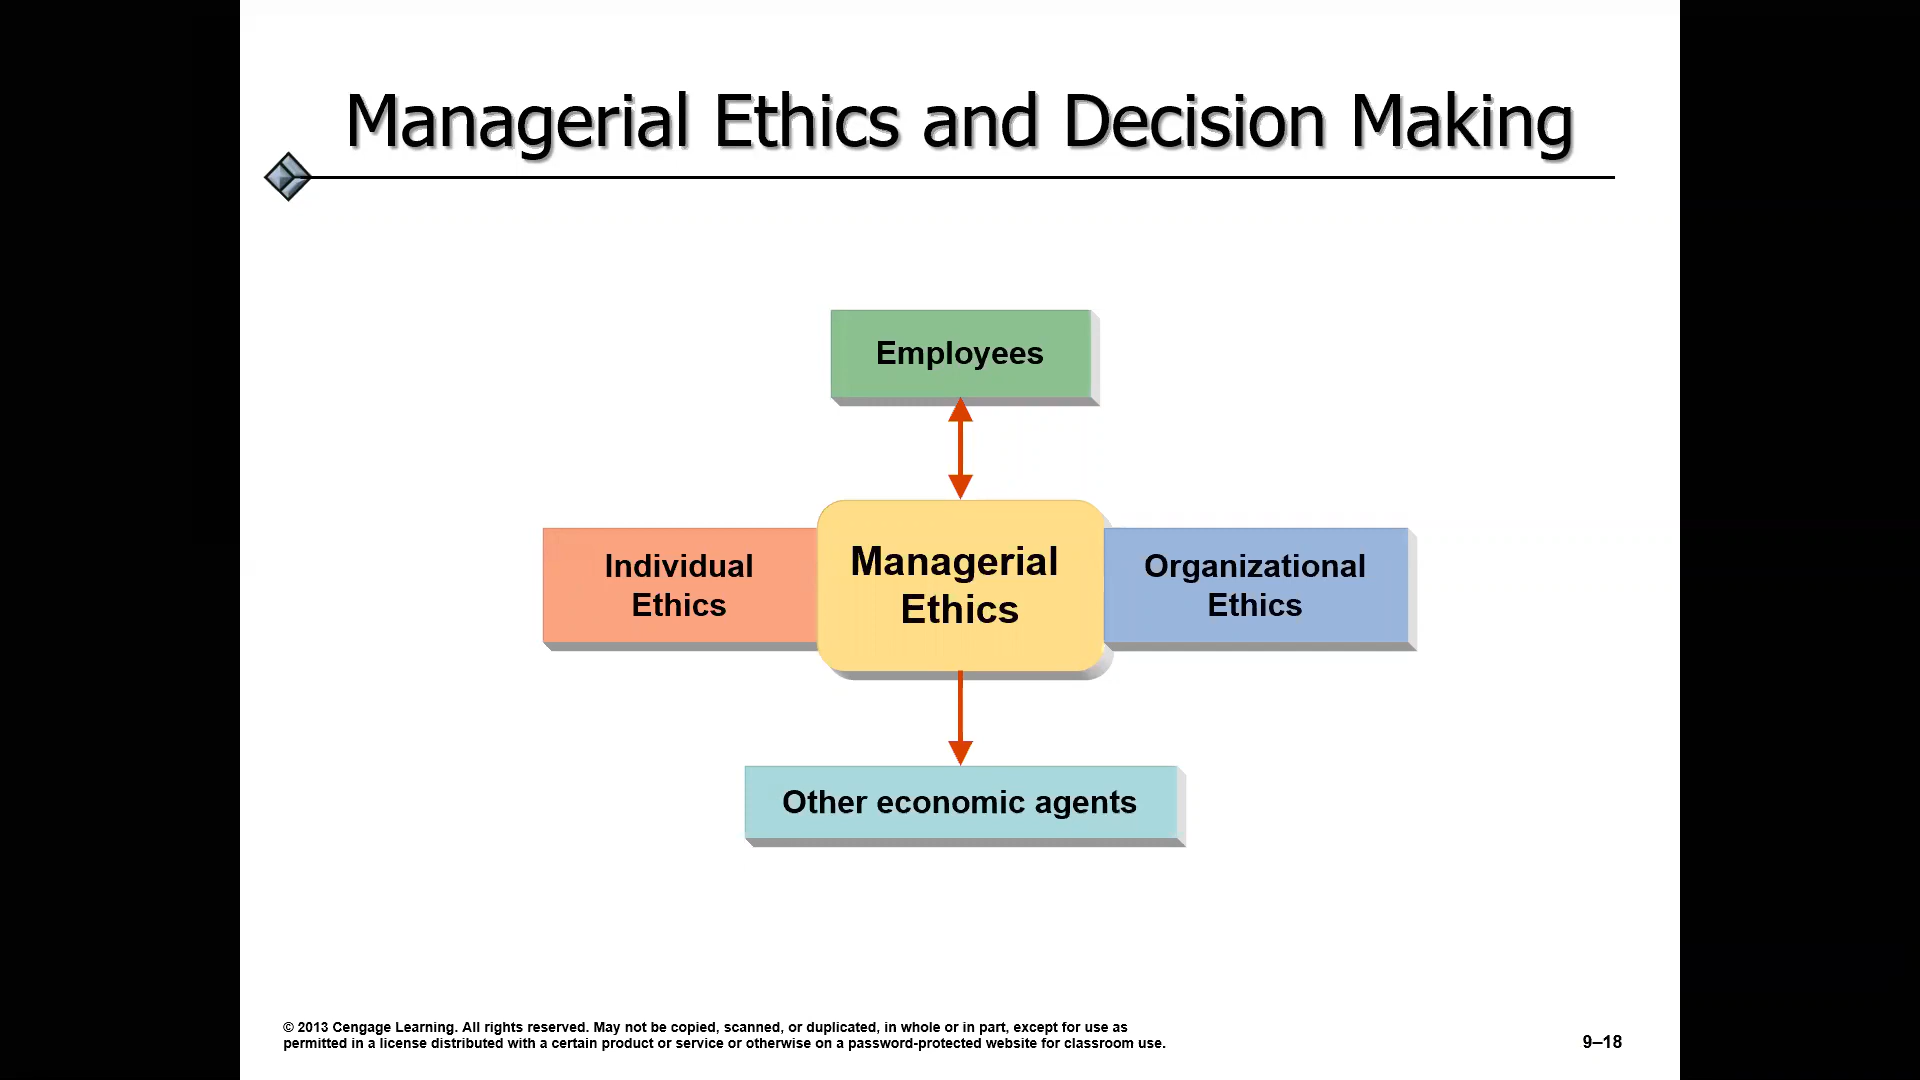 Managerial Ethics and Decision Making
Employees
Individual
Ethics
Managerial
Ethics
Organizational
Ethics
Other economic agents
© 2013 Cengage Learning. All rights reserved. May not be copied, scanned, or duplicated, in whole or in part, except for use as
permitted in a license distributed with a certain product or service or otherwise on a password-protected website for classroom use.
9–18